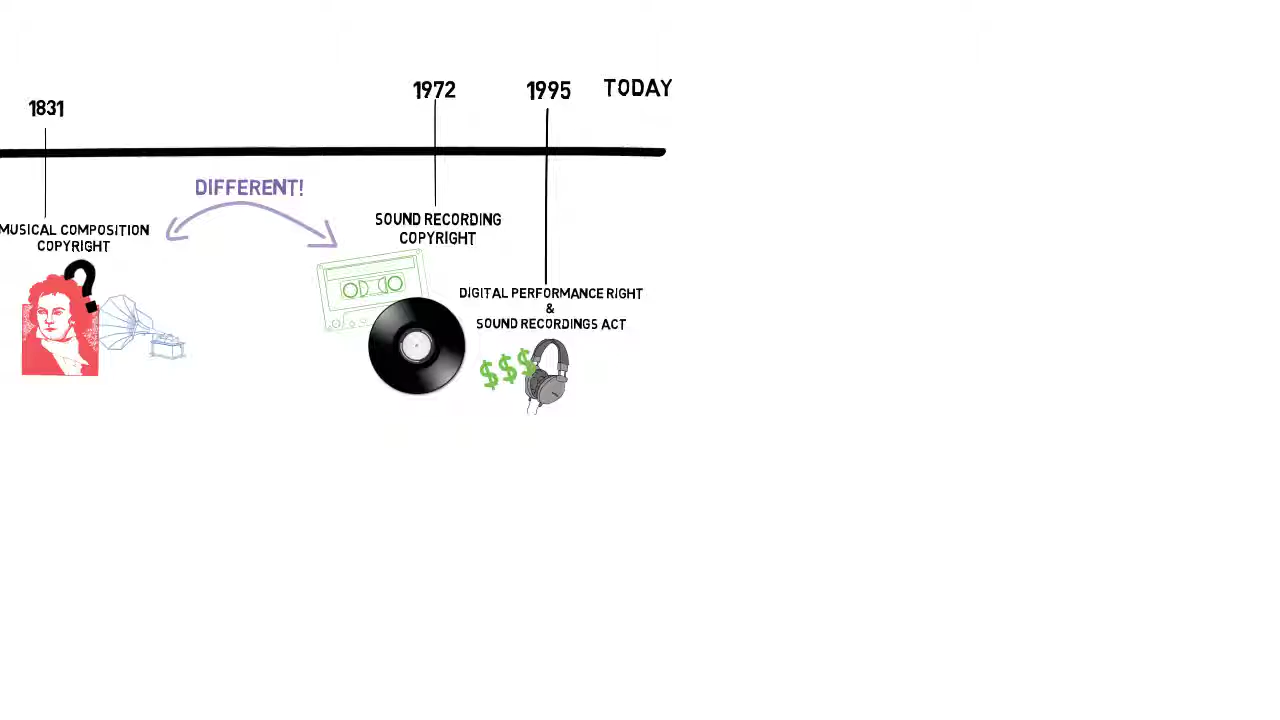 1831
1972
1995
TODAY
DIFFERENT!
MUSICAL COMPOSITION
COPYRIGHT
?
SOUND RECORDING
COPYRIGHT
DIGITAL PERFORMANCE RIGHT
&
SOUND RECORDINGS ACT
$$$